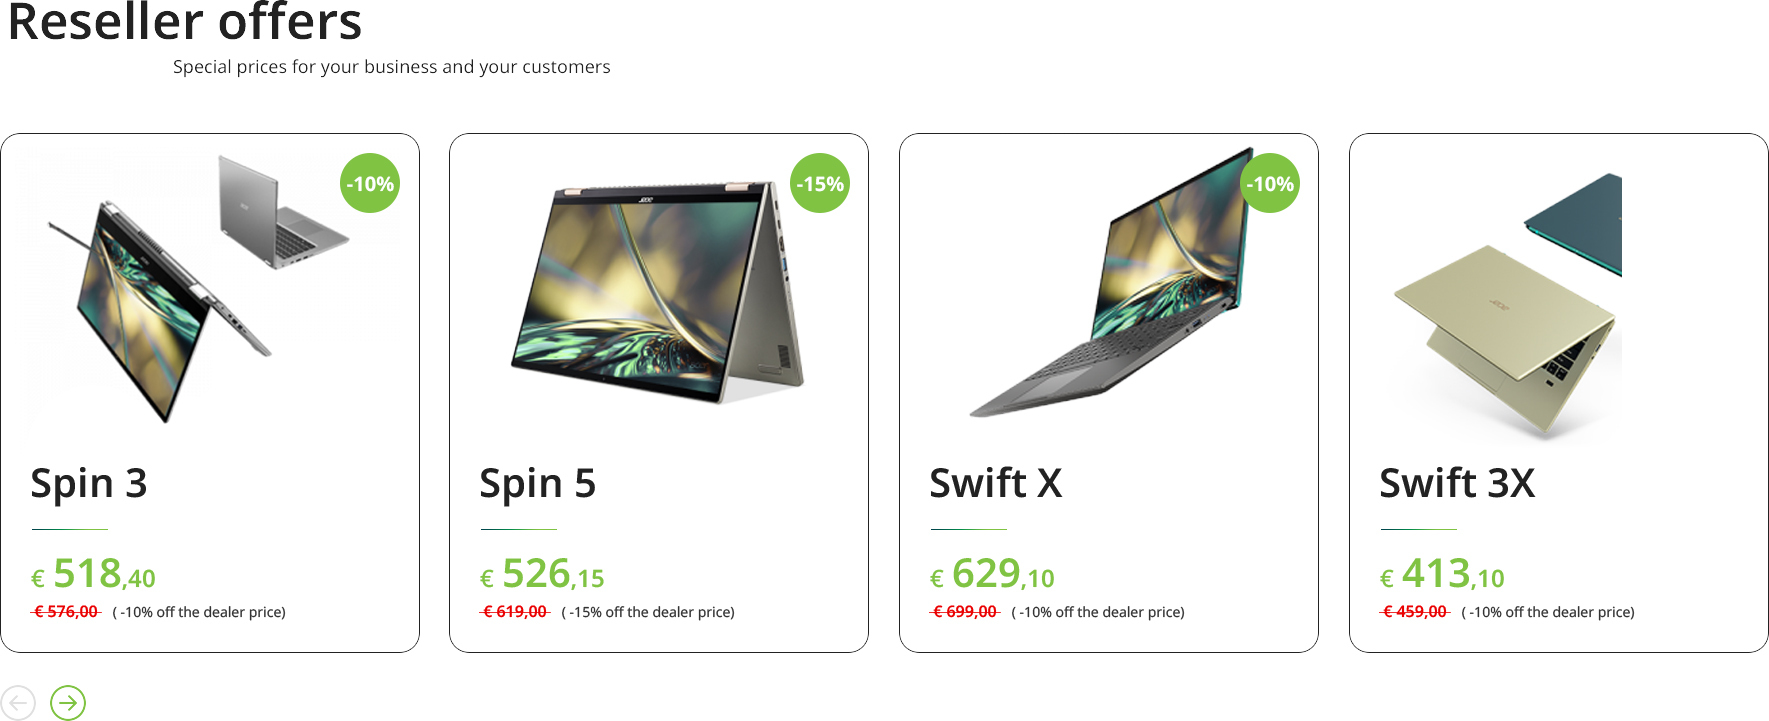 Reseller offers
Special prices for your business and your customers
-10%
-15%
-10%
acer
Spin 3
Spin 5
Swift X
Swift 3X
€ 518,40
€ 526,15
€ 629,10
€ 413,10
€ 576,00 ( -10% off the dealer price)
€ 619,00 ( -15% off the dealer price)
€ 699,00 ( -10% off the dealer price)
€ 459,00 ( -10% off the dealer price)